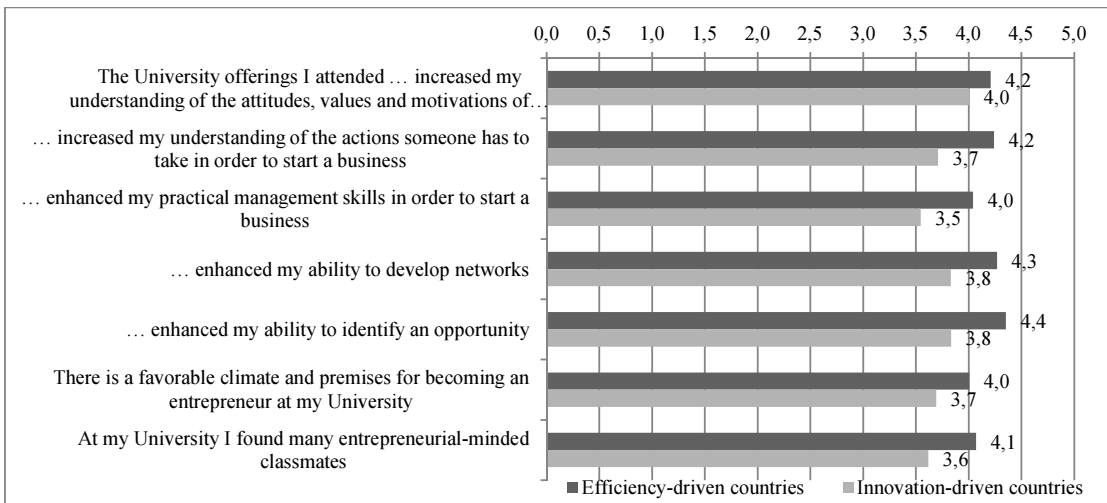 0,0 0,5 1,0 1,5 2,0 2,5 3,0 3,5 4,0 4,5 5,0
The University offerings I attended … increased my
understanding of the attitudes, values and motivations of…
4,2
4,0
… increased my understanding of the actions someone has to
take in order to start a business
4,2
3,7
… enhanced my practical management skills in order to start a
business
4,0
3,5
… enhanced my ability to develop networks
4,3
3,8
… enhanced my ability to identify an opportunity
4,4
3,8
There is a favorable climate and premises for becoming an
entrepreneur at my University
4,0
3,7
At my University I found many entrepreneurial-minded
classmates
4,1
3,6
Efficiency-driven countries Innovation-driven countries